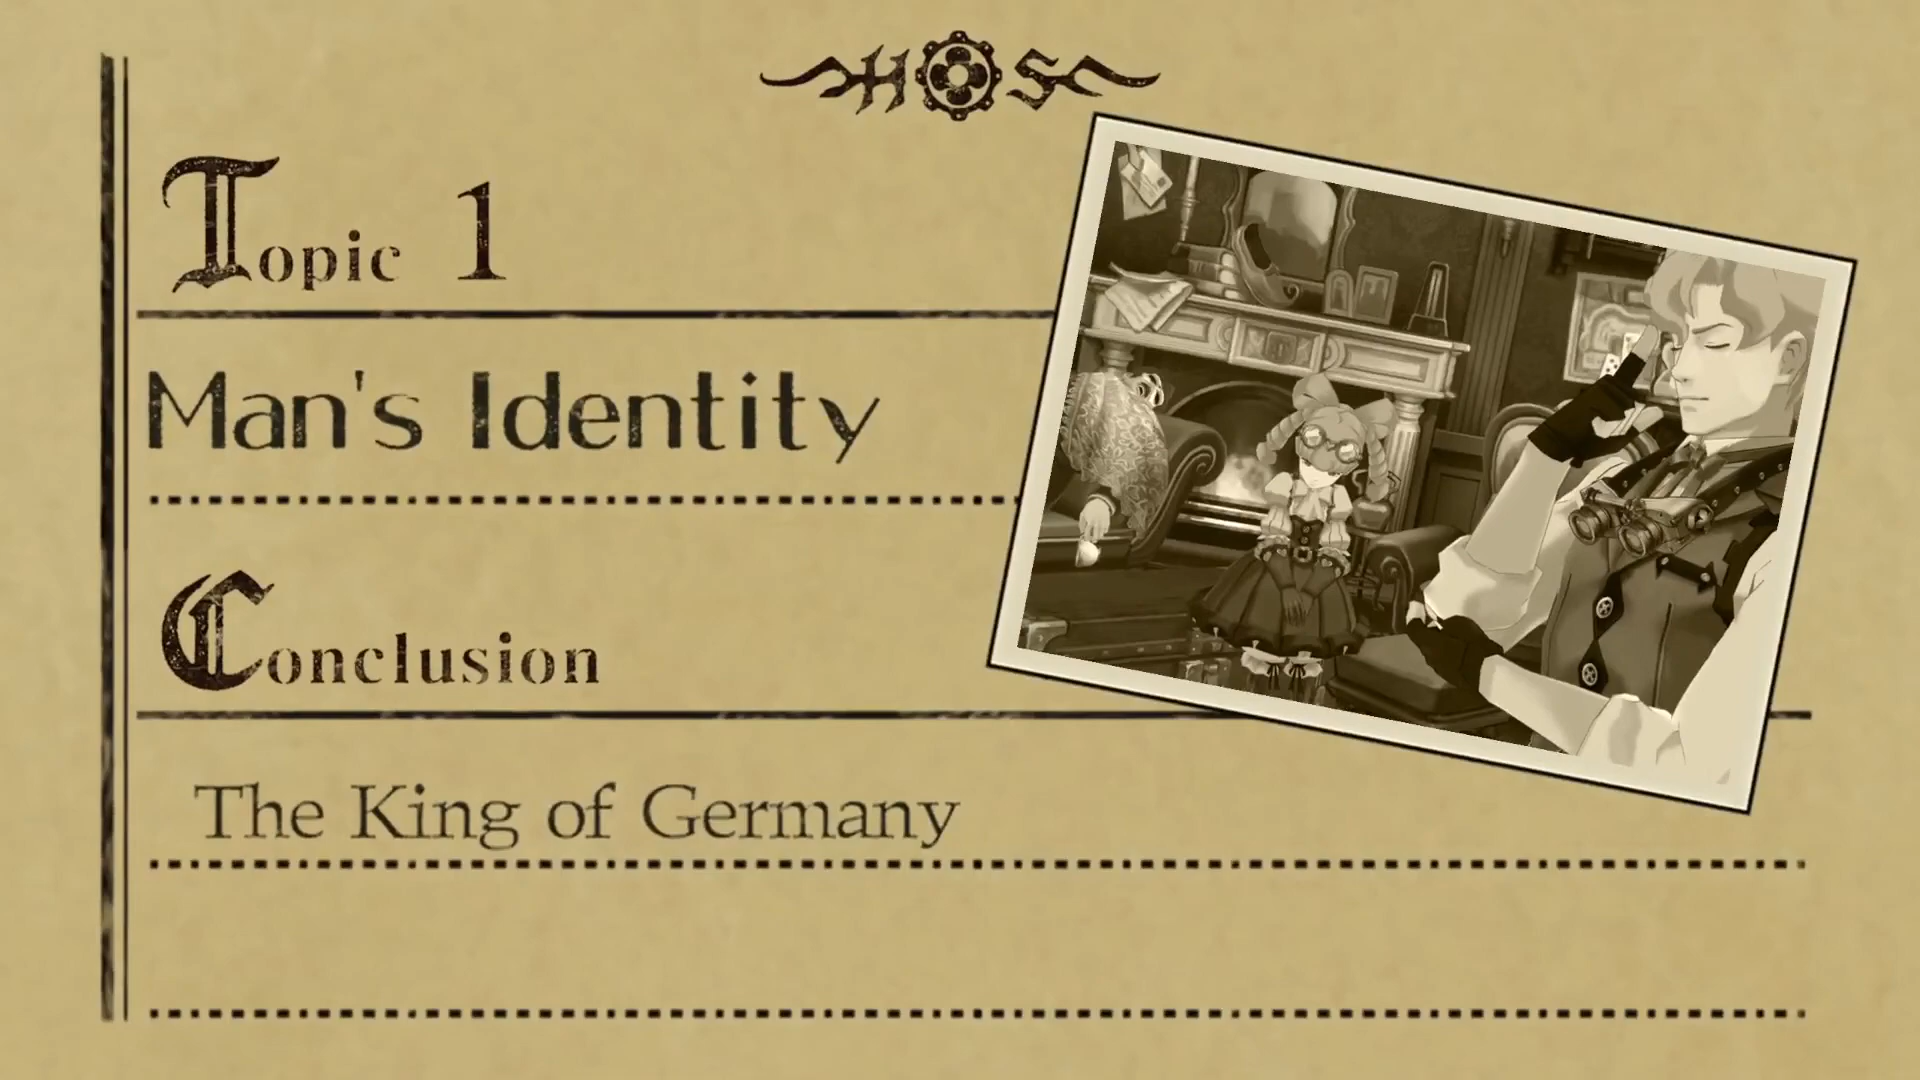 H S
Topic 1
Man's Identity
Conclusion
The King of Germany